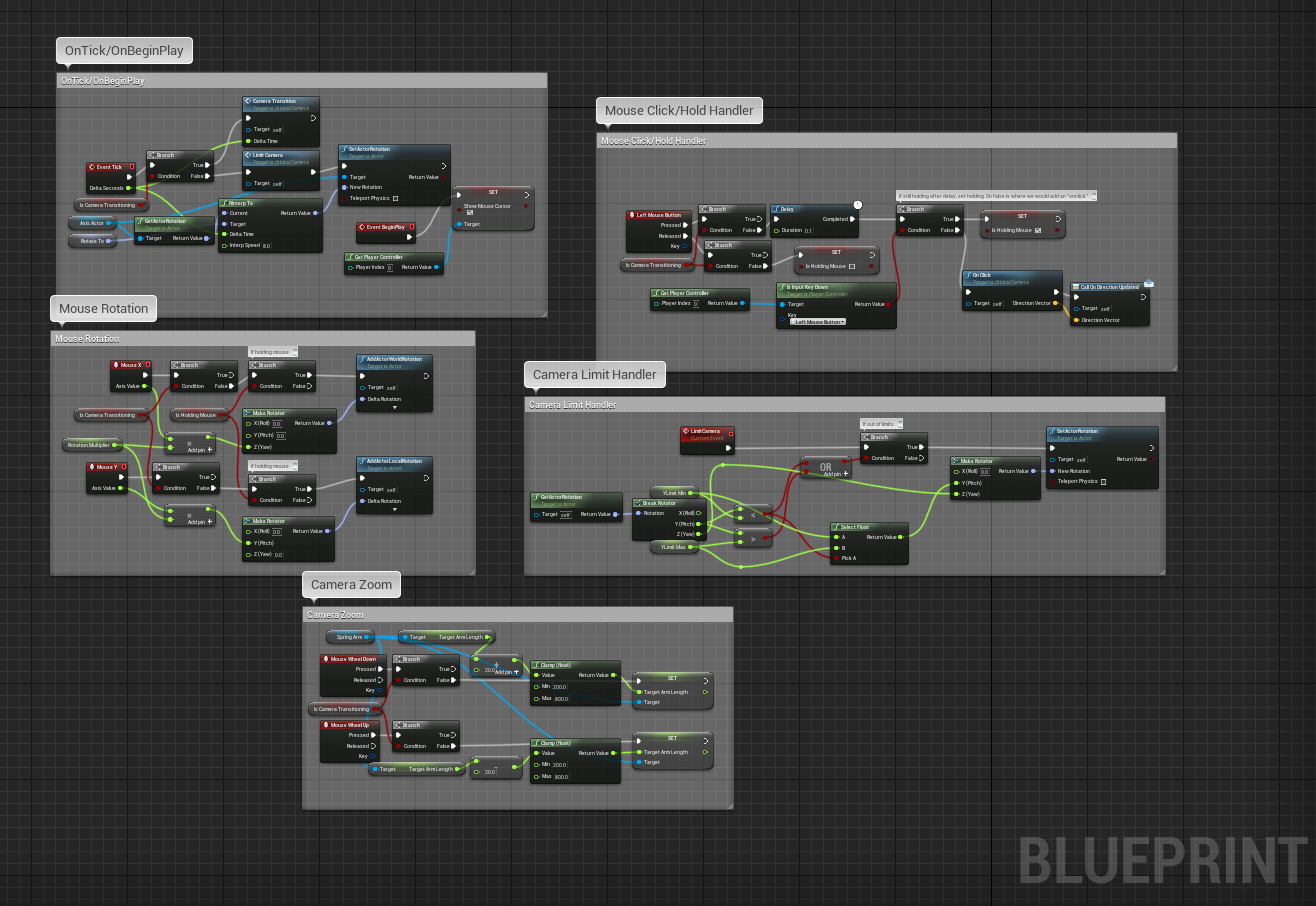 OnTick/OnBeginPlay
OnTick/OnBeginPlay
Camera Transition
Target is Orbital Camera
Target self
Delta Time
Branch
True
Condition False
Event Tick
Delta Seconds
Is Camera Transitioning
Axis Actor
Rotate To
GetActorRotation
Target is Actor
Target Return Value
Limit Camera
Target is Orbital Camera
Target self
RInterp To
Current Return Value
Target
Delta Time
Interp Speed 8.0
SetActorRotation
Target is Actor
Target Return Value
New Rotation
Teleport Physics
Event BeginPlay
Get Player Controller
Player Index 0 Return Value
SET
Show Mouse Cursor
Target
Mouse Click/Hold Handler
Mouse Click/Hold Handler
If still holding after delay, set holding. On false is where we would add an "onclick"
Left Mouse Button
Pressed
Released
Key
Is Camera Transitioning
Branch
True
Condition False
Branch
True
Condition False
Delay
Completed
Duration 0.1
SET
Is Holding Mouse
Get Player Controller
Player Index 0 Return Value
Is Input Key Down
Target is Player Controller
Target Return Value
Key
Left Mouse Button
Branch
True
Condition False
SET
Is Holding Mouse
On Click
Target is Orbital Camera
Target self Direction Vector
Call On Direction Updated
Target self
Direction Vector
Mouse Rotation
Mouse Rotation
Mouse X
Axis Value
Branch
True
Condition False
If holding mouse
Branch
True
Condition False
AddActorWorldRotation
Target is Actor
Target self
Delta Rotation
Is Camera Transitioning
Is Holding Mouse
Rotation Multiplier
Add pin +
Make Rotator
X (Roll) 0.0 Return Value
Y (Pitch) 0.0
Z (Yaw)
Mouse Y
Axis Value
Branch
True
Condition False
If holding mouse
Branch
True
Condition False
AddActorLocalRotation
Target is Actor
Target self
Delta Rotation
Add pin +
Make Rotator
X (Roll) 0.0 Return Value
Y (Pitch)
Z (Yaw) 0.0
Camera Limit Handler
Camera Limit Handler
LimitCamera
Custom Event
If out of limits
Branch
True
Condition False
OR
Add pin +
GetActorRotation
Target is Actor
Target self Return Value
YLimit Min
Break Rotator
Rotation X (Roll)
Y (Pitch)
Z (Yaw)
YLimit Max
<
>
Select Float
A Return Value
B
Pick A
Make Rotator
X (Roll) 0.0 Return Value
Y (Pitch)
Z (Yaw)
SetActorRotation
Target is Actor
Target self Return Value
New Rotation
Teleport Physics
Camera Zoom
Camera Zoom
Spring Arm
Target Target Arm Length
Mouse Wheel Down
Pressed
Released
Key
Branch
True
Condition False
+
20.0 Add pin +
Clamp (float)
Value Return Value
Min 200.0
Max 800.0
SET
Target Arm Length
Target
Is Camera Transitioning
Mouse Wheel Up
Pressed
Released
Key
Branch
True
Condition False
Target Target Arm Length
20.0
Clamp (float)
Value Return Value
Min 200.0
Max 800.0
SET
Target Arm Length
Target
BLUEPRINT